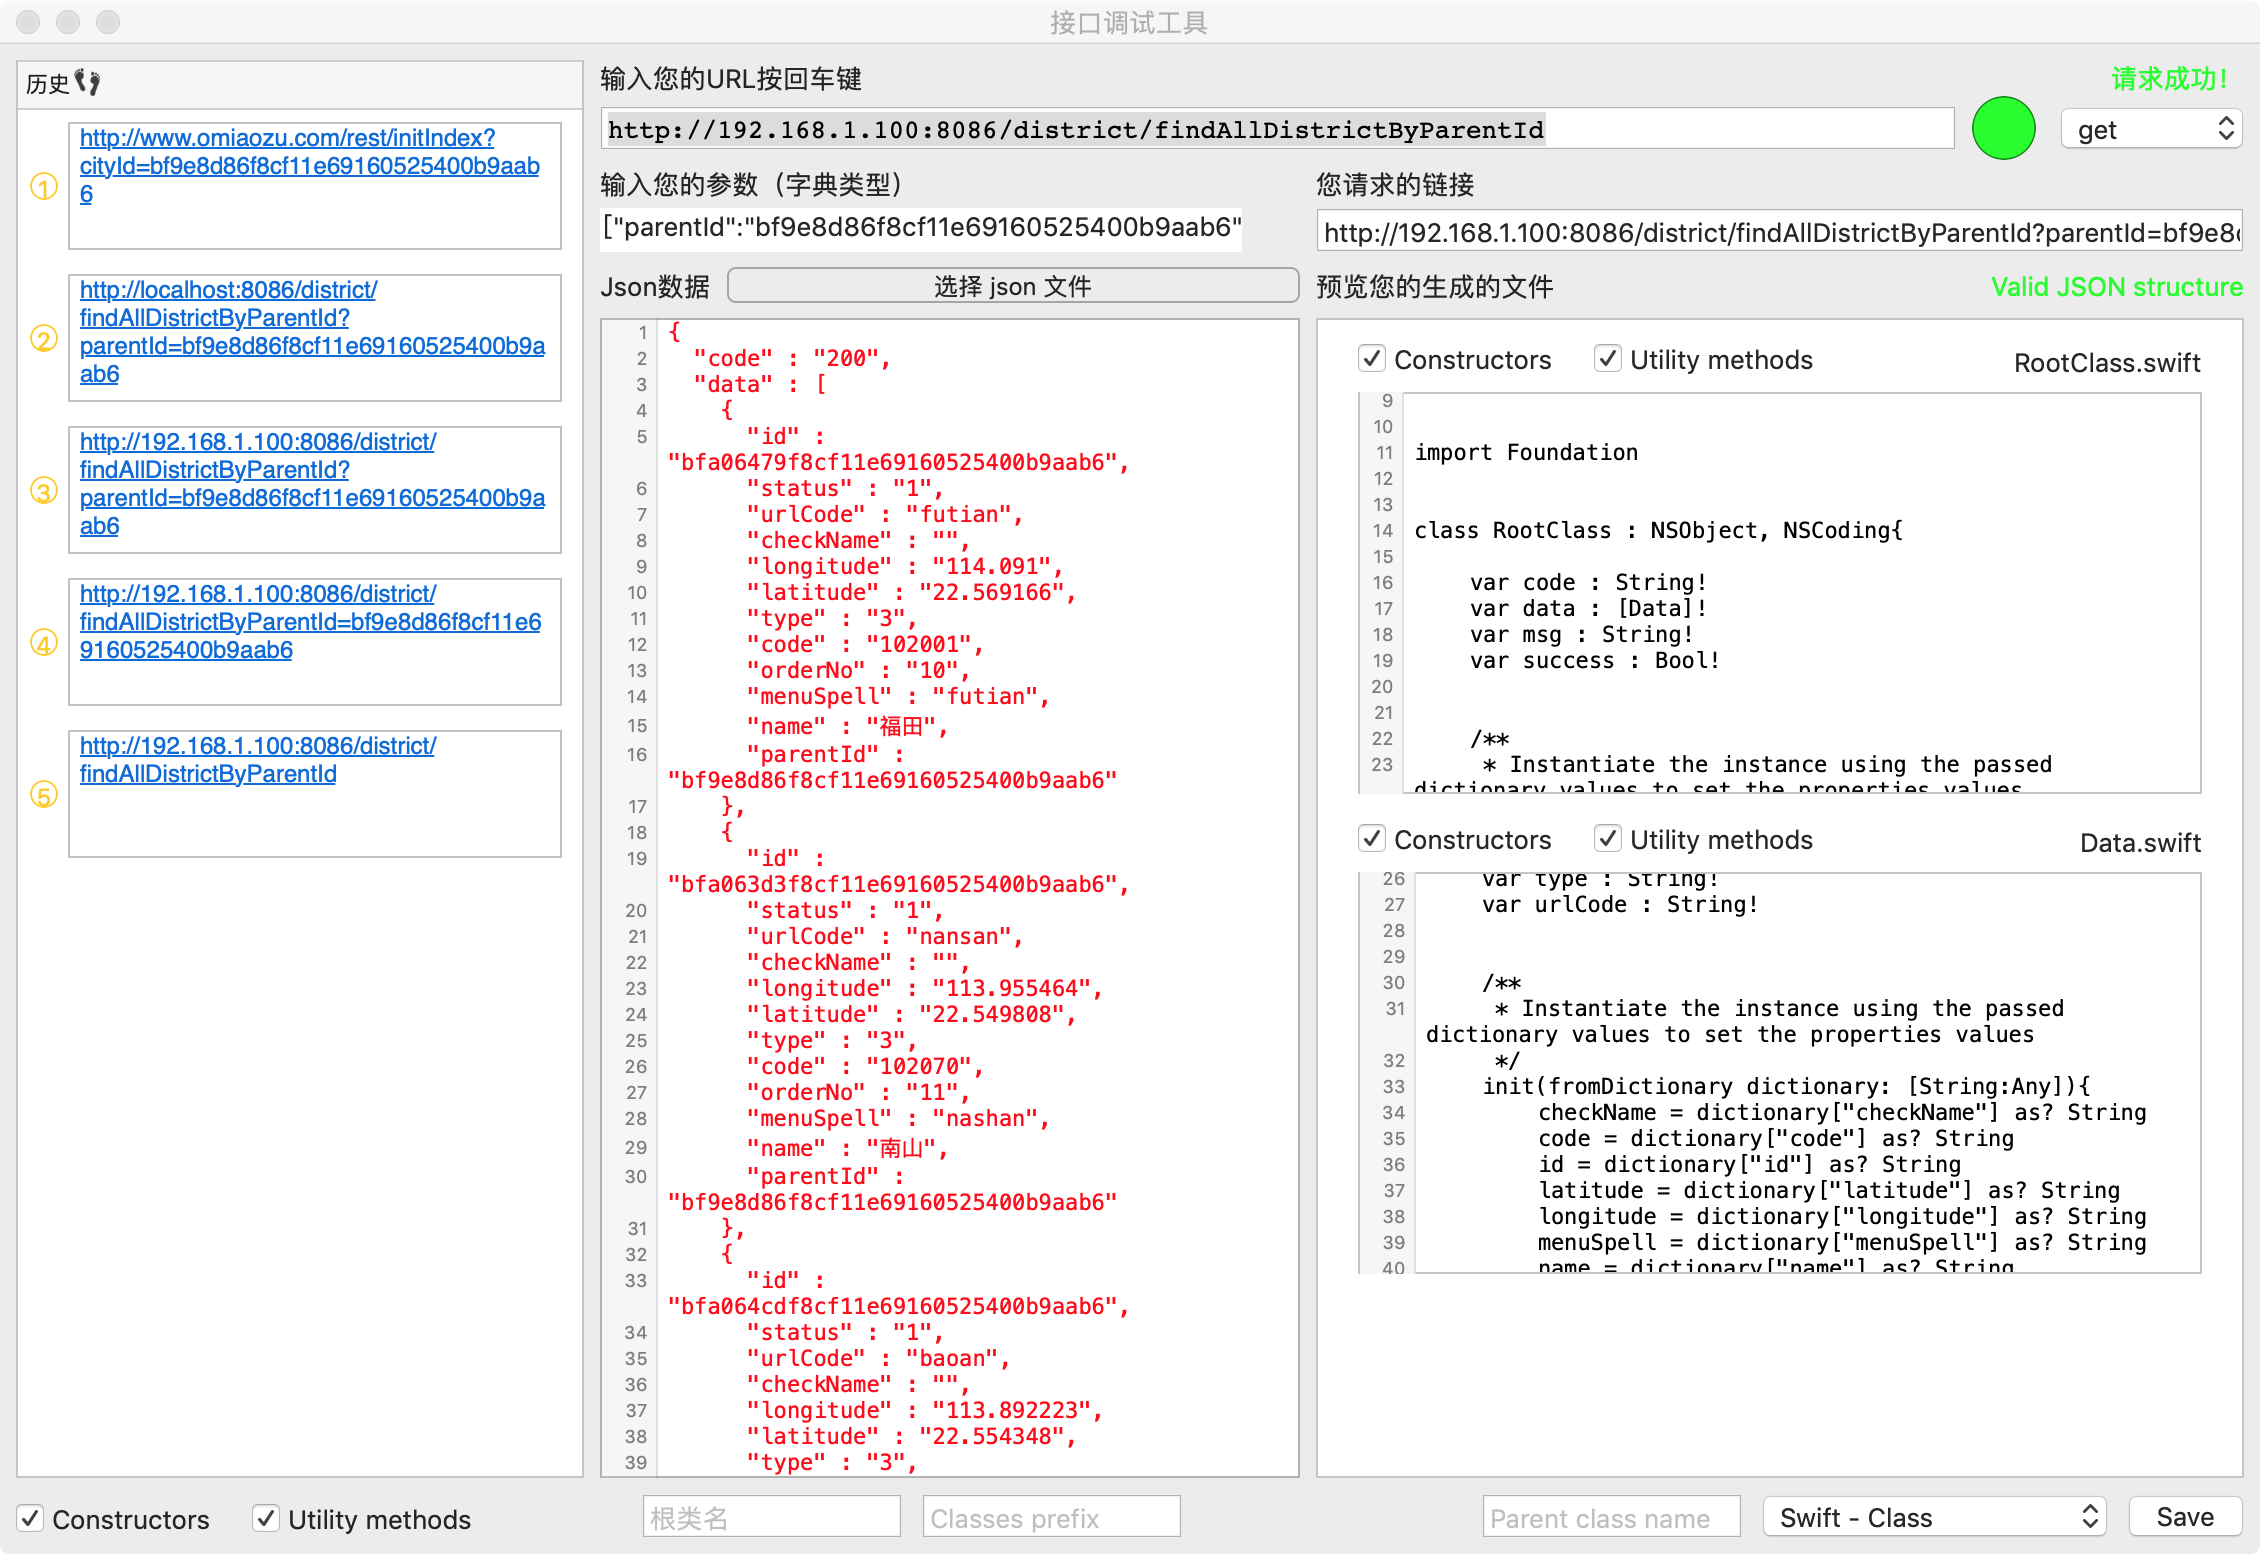 接口调试工具
历史👣
①
http://www.omiaozu.com/rest/initIndex?
cityId=bf9e8d86f8cf11e69160525400b9aab
6
②
http://localhost:8086/district/
findAllDistrictByParentId?
parentId=bf9e8d86f8cf11e69160525400b9a
ab6
③
http://192.168.1.100:8086/district/
findAllDistrictByParentId?
parentId=bf9e8d86f8cf11e69160525400b9a
ab6
④
http://192.168.1.100:8086/district/
findAllDistrictByParentId=bf9e8d86f8cf11e6
9160525400b9aab6
⑤
http://192.168.1.100:8086/district/
findAllDistrictByParentId
输入您的URL按回车键
请求成功!
http://192.168.1.100:8086/district/findAllDistrictByParentId
get
输入您的参数（字典类型）
["parentId":"bf9e8d86f8cf11e69160525400b9aab6"
您请求的链接
http://192.168.1.100:8086/district/findAllDistrictByParentId?parentId=bf9e8
Json数据
选择 json 文件
预览您的生成的文件
Valid JSON structure
1 {
2 "code" : "200",
3 "data" : [
4 {
5 "id" :
"bfa06479f8cf11e69160525400b9aab6",
6 "status" : "1",
7 "urlCode" : "futian",
8 "checkName" : "",
9 "longitude" : "114.091",
10 "latitude" : "22.569166",
11 "type" : "3",
12 "code" : "102001",
13 "orderNo" : "10",
14 "menuSpell" : "futian",
15 "name" : "福田",
16 "parentId" :
"bf9e8d86f8cf11e69160525400b9aab6"
17 },
18 {
19 "id" :
"bfa063d3f8cf11e69160525400b9aab6",
20 "status" : "1",
21 "urlCode" : "nansan",
22 "checkName" : "",
23 "longitude" : "113.955464",
24 "latitude" : "22.549808",
25 "type" : "3",
26 "code" : "102070",
27 "orderNo" : "11",
28 "menuSpell" : "nashan",
29 "name" : "南山",
30 "parentId" :
"bf9e8d86f8cf11e69160525400b9aab6"
31 },
32 {
33 "id" :
"bfa064cdf8cf11e69160525400b9aab6",
34 "status" : "1",
35 "urlCode" : "baoan",
36 "checkName" : "",
37 "longitude" : "113.892223",
38 "latitude" : "22.554348",
39 "type" : "3",
Constructors
Utility methods
RootClass.swift
9
10
11 import Foundation
12
13
14 class RootClass : NSObject, NSCoding{
15
16 var code : String!
17 var data : [Data]!
18 var msg : String!
19 var success : Bool!
20
21
22 /**
23 * Instantiate the instance using the passed
dictionary values to set the properties values
Constructors
Utility methods
Data.swift
26 var type : String!
27 var urlCode : String!
28
29
30 /**
31 * Instantiate the instance using the passed
dictionary values to set the properties values
32 */
33 init(fromDictionary dictionary: [String:Any]){
34 checkName = dictionary["checkName"] as? String
35 code = dictionary["code"] as? String
36 id = dictionary["id"] as? String
37 latitude = dictionary["latitude"] as? String
38 longitude = dictionary["longitude"] as? String
39 menuSpell = dictionary["menuSpell"] as? String
40 name = dictionary["name"] as? String
Constructors
Utility methods
根类名
Classes prefix
Parent class name
Swift - Class
Save